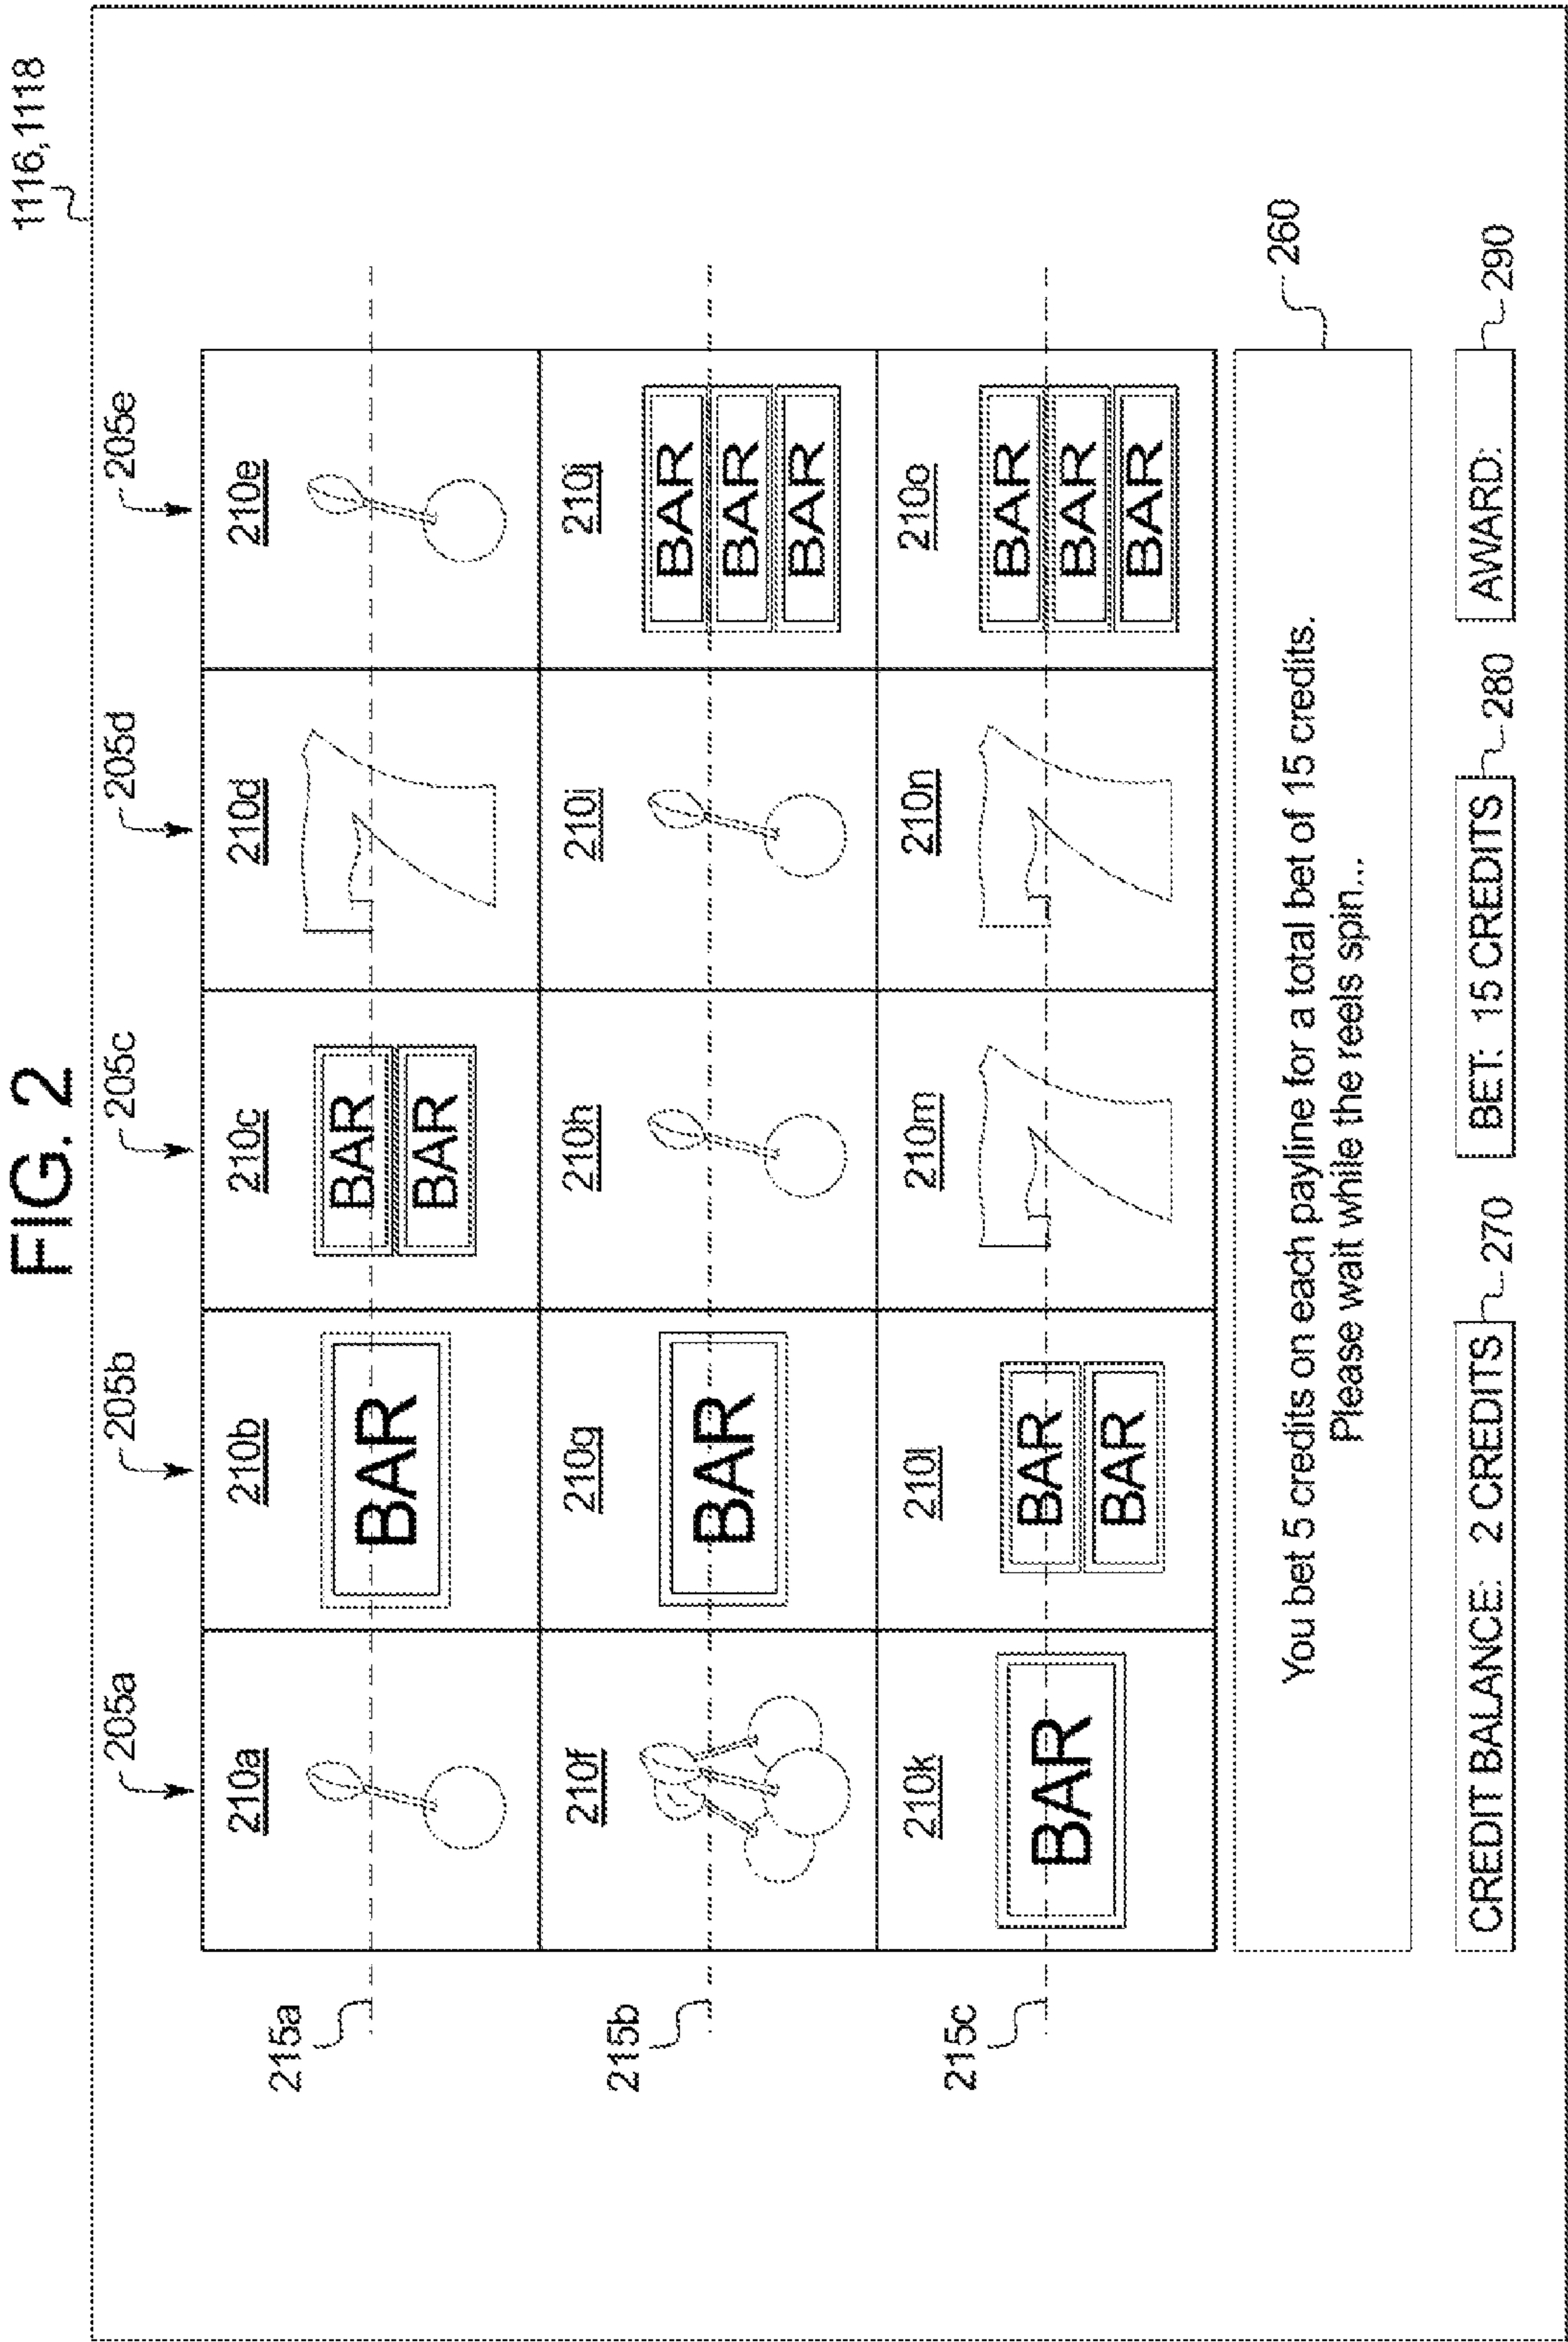 FIG. 2
1116,1118
205a
205b
205c
205d
205e
215a
210a
210b
BAR
210c
BAR
BAR
210d
210e
215b
210f
210g
BAR
210h
210i
210j
BAR
BAR
BAR
215c
210k
BAR
210l
BAR
BAR
210m
210n
210o
BAR
BAR
BAR
You bet 5 credits on each payline for a total bet of 15 credits.
Please wait while the reels spin...
260
CREDIT BALANCE: 2 CREDITS
270
BET: 15 CREDITS
280
AWARD:
290